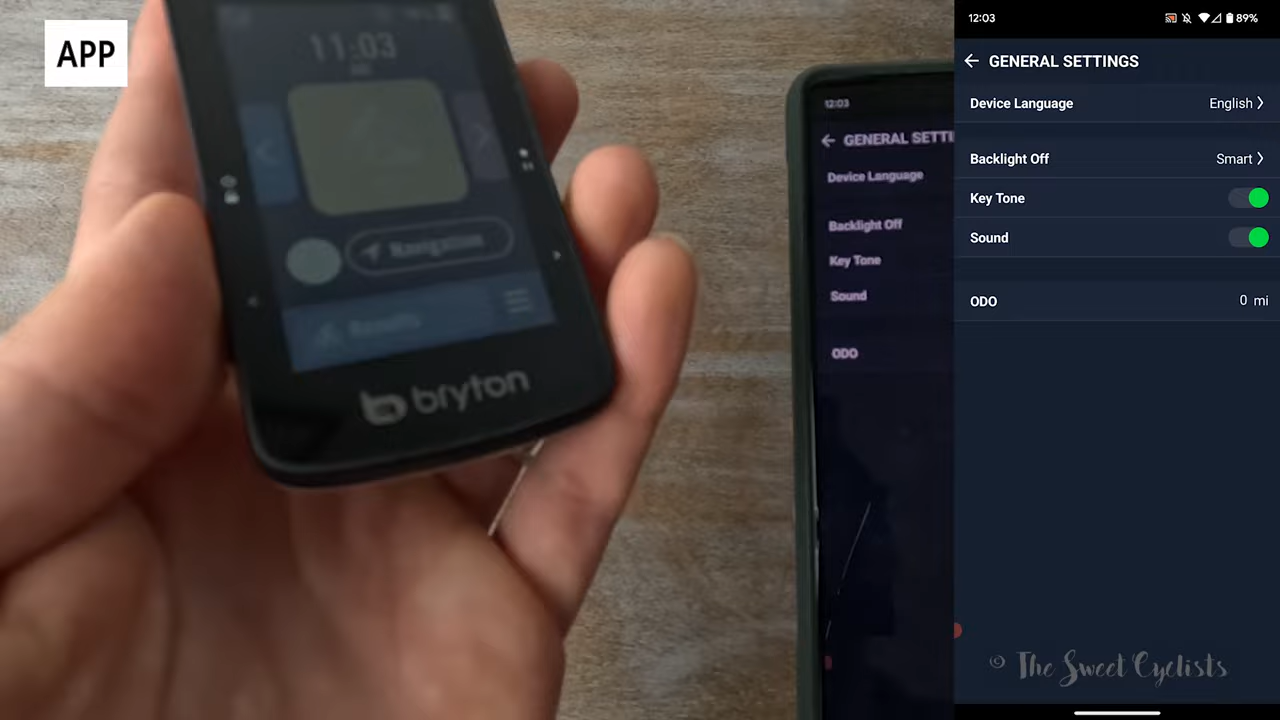 APP
11:03
Navigation
Results
bryton
12:03
GENERAL SETTI
Device Language
Backlight Off
Key Tone
Sound
ODO
12:03
89%
GENERAL SETTINGS
Device Language English
Backlight Off Smart
Key Tone
Sound
ODO 0 mi
© The Sweet Cyclists